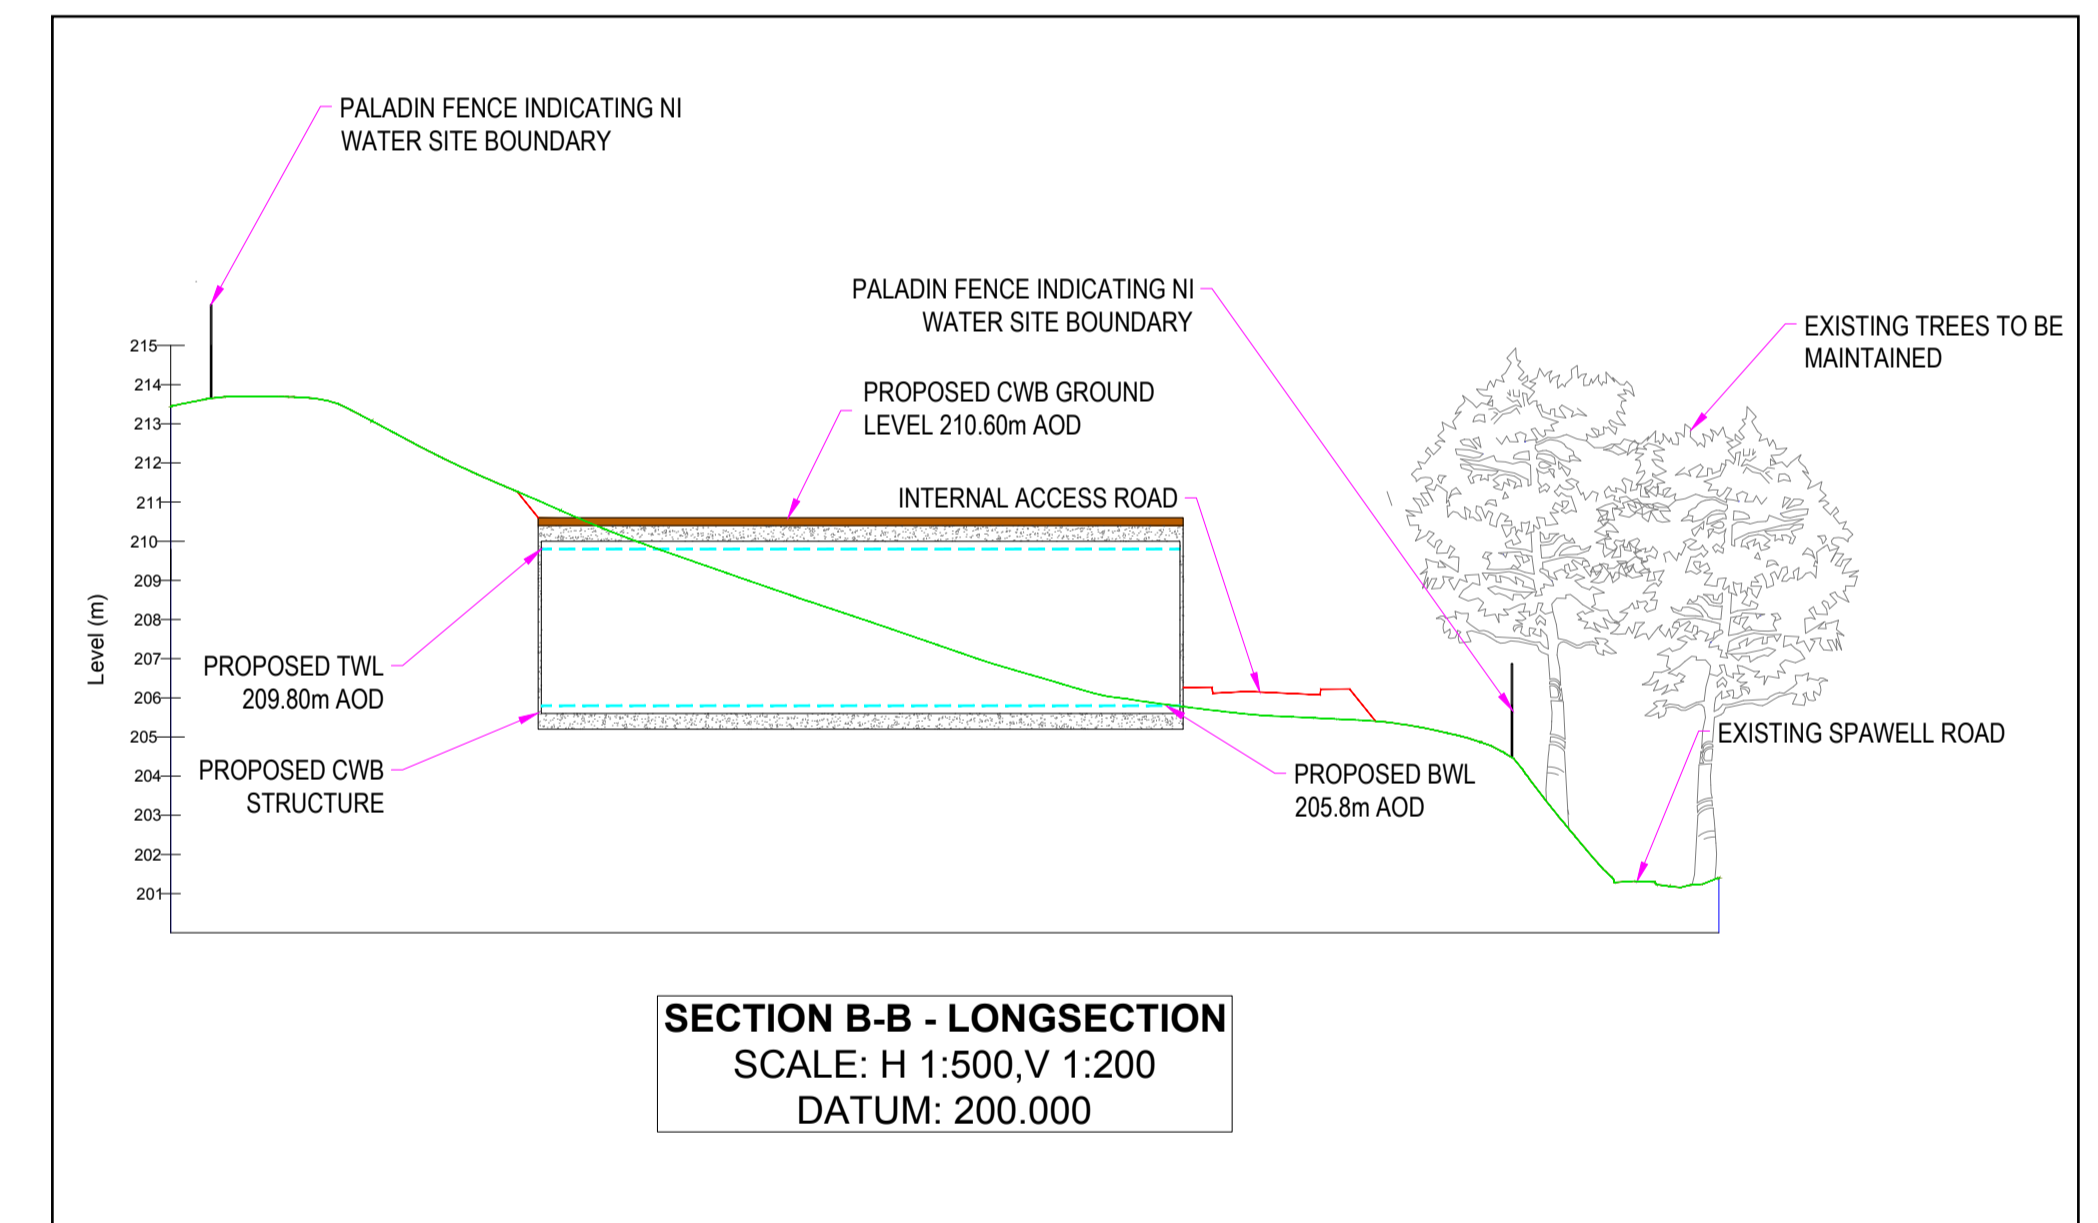 PALADIN FENCE INDICATING NI
WATER SITE BOUNDARY
PALADIN FENCE INDICATING NI
WATER SITE BOUNDARY
EXISTING TREES TO BE
MAINTAINED
PROPOSED CWB GROUND
LEVEL 210.60m AOD
INTERNAL ACCESS ROAD
215
214
213
212
211
210
209
208
207
206
205
204
203
202
201
Level (m)
PROPOSED TWL
209.80m AOD
PROPOSED CWB
STRUCTURE
PROPOSED BWL
205.8m AOD
EXISTING SPAWELL ROAD
SECTION B-B - LONGSECTION
SCALE: H 1:500,V 1:200
DATUM: 200.000